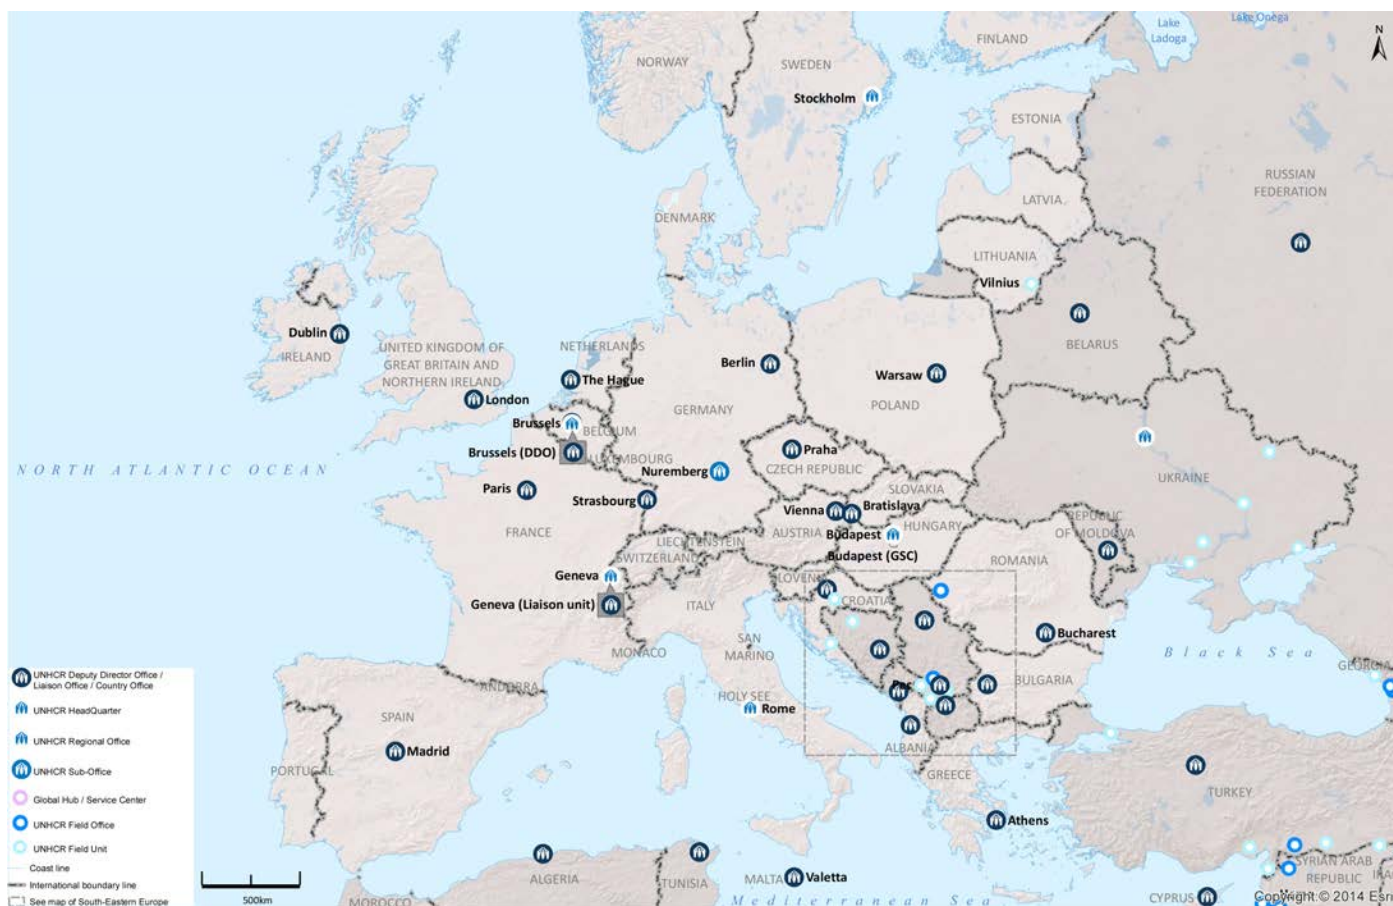 Lake Onega
Lake
Ladoga
N
FINLAND
NORWAY
SWEDEN
Stockholm
ESTONIA
RUSSIAN
FEDERATION
LATVIA
DENMARK
LITHUANIA
Vilnius
Dublin
IRELAND
UNITED KINGDOM OF
GREAT BRITAIN AND
NORTHERN IRELAND
London
NETHERLANDS
The Hague
Berlin
Warsaw
POLAND
BELARUS
GERMANY
Brussels
BELGIUM
Brussels (DDO)
LUXEMBOURG
Praha
CZECH REPUBLIC
Nuremberg
NORTH ATLANTIC OCEAN
UKRAINE
Paris
Strasbourg
SLOVAKIA
Vienna
Bratislava
REPUBLIC
OF MOLDOVA
FRANCE
AUSTRIA
HUNGARY
Budapest
Budapest (GSC)
LIECHTENSTEIN
SWITZERLAND
ROMANIA
Geneva
Geneva (Liaison unit)
CROATIA
ITALY
Bucharest
SAN
MARINO
MONACO
Black Sea
GEORGIA
ANDORRA
BULGARIA
HOLY SEE
Rome
SPAIN
Madrid
ALBANIA
PORTUGAL
GREECE
TURKEY
Athens
ALGERIA
TUNISIA
MALTA
Valetta
SYRIAN ARAB
REPUBLIC
MOROCCO
Mediterranean Sea
CYPRUS
UNHCR Deputy Director Office /
Liaison Office / Country Office
UNHCR HeadQuarter
UNHCR Regional Office
UNHCR Sub-Office
Global Hub / Service Center
UNHCR Field Office
UNHCR Field Unit
Coast line
International boundary line
See map of South-Eastern Europe
500km
Copyright:© 2014 Esri